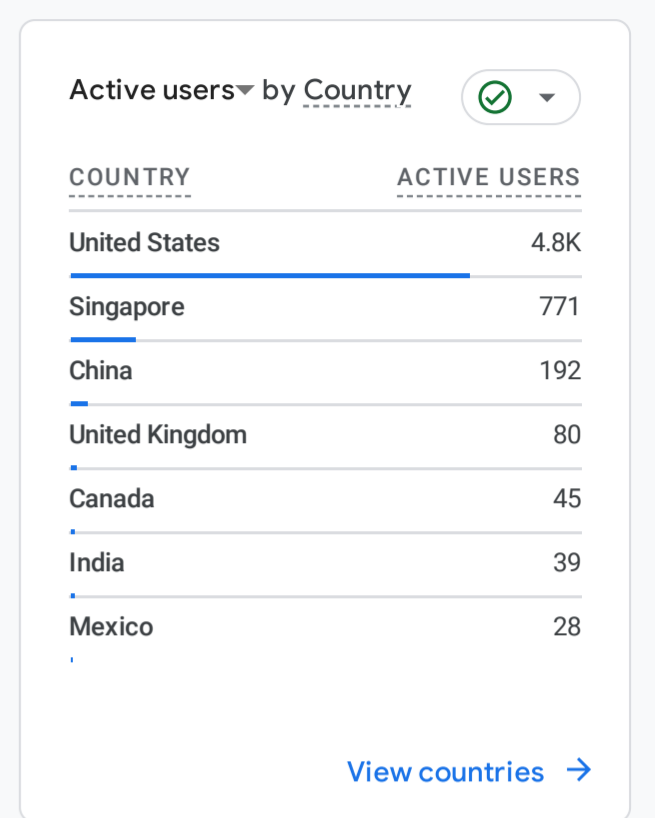 Active users by Country
COUNTRY ACTIVE USERS
United States 4.8K
Singapore 771
China 192
United Kingdom 80
Canada 45
India 39
Mexico 28
View countries